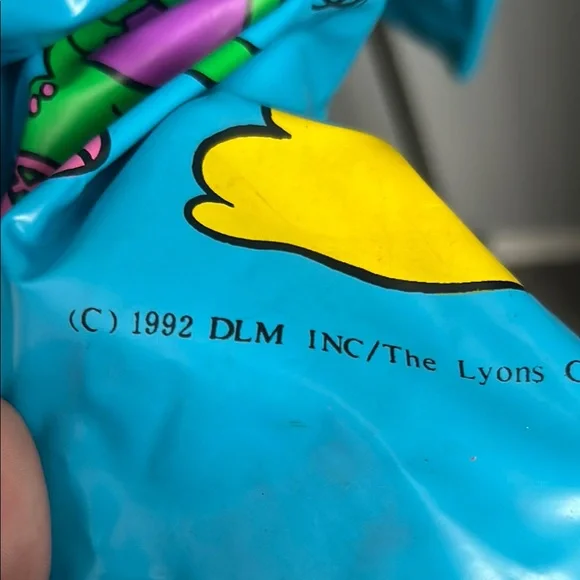 (C) 1992 DLM INC/The Lyons